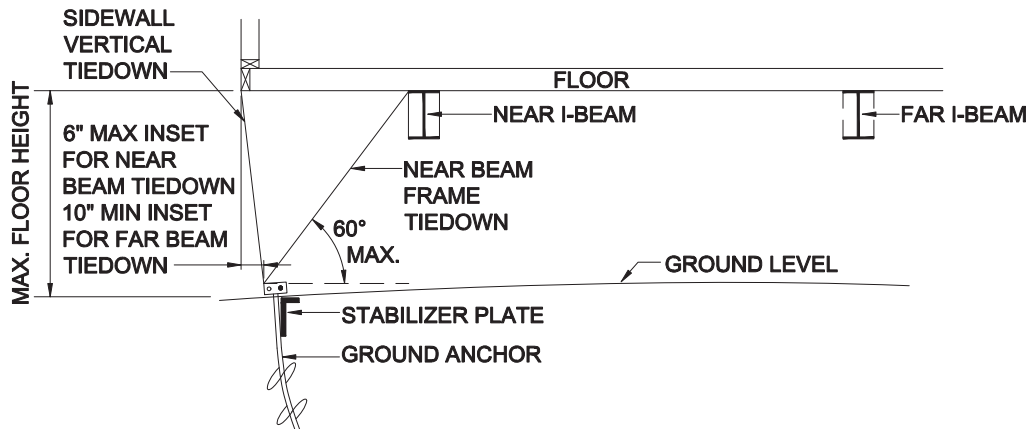 SIDEWALL
VERTICAL
TIEDOWN
MAX. FLOOR HEIGHT
6" MAX INSET
FOR NEAR
BEAM TIEDOWN
10" MIN INSET
FOR FAR BEAM
TIEDOWN
FLOOR
NEAR I-BEAM
FAR I-BEAM
NEAR BEAM
FRAME
TIEDOWN
60°
MAX.
GROUND LEVEL
STABILIZER PLATE
GROUND ANCHOR